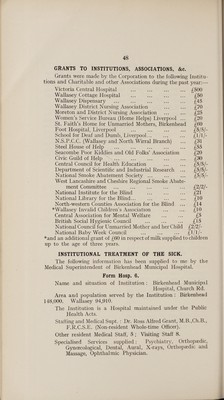 48
GRANTS TO INSTITUTIONS, ASSOCIATIONS, &c.
Grants were made by the Corporation to the following Institutions and Charitable and other Associations during the past year:—
Victoria Central Hospital ... £500
Wallasey Cottage Hospital ... £50
Wallasey Dispensary ... £45
Wallasey District Nursing Association ... £76
Moreton and District Nursing Association ... £25
Women's Service Bureau (Home Helps) Liverpool ... £20
St. Faith's Home for Unmarried Mothers, Birkenhead
Foot Hospital, Liverpool ... £5/5/-
School for Deaf and Dumb, Liverpool ... £1/1/-
N.S.P.C.C. (Wallasey and North Wirral Branch)
Stead House of Help
Seacombe Poor Kiddies and Old Folks' Association
Civic Guild of Help ... £30
Central Council for Health Education ... £5/5/-
Department of Scientific and Industrial Research ... £5/5/-
National Smoke Abatement Society ... £5/5/-
West Lancashire and Cheshire Regional Smoke Abatement Committee ... £2/2/-
National Institute for the Blind ... £21
National Library for the Blind ... £10
North-western Counties Association for the Blind ... £14
*Wallasey Invalid Children's Association ... £10
Central Association for Mental Welfare ... £3
British Social Hygiene Council
National Council for Unmarried Mother and her Child £2/2/-
National Baby Week Council ... £1/1/-
*and an additional grant of £60 in respect of milk supplied to children up to the age of three years.
INSTITUTIONAL TREATMENT OF THE SICK.
The following information has been supplied to me by the Medical Superintendent of Birkenhead Municipal Hospital.
Form Hosp. 6.
Name and situation of Institution: Birkenhead Municipal Hospital, Church Rd.
Area and population served by the Institution: Birkenhead 148,000. Wallasey 94,910.
The Institution is a Hospital maintained under the Public Health Acts.
Staffing and Medical Supt.: Dr. Ross Alfred Grant, M.B.,Ch.B., F.R.C.S.E. (Non-resident Whole-time Officer).
Other resident Medical Staff, 5; Visiting Staff 8.
Specialised Services supplied: Psychiatry, Orthopædic, Gynæcological, Dental, Aural, X-rays, Orthopædic and Massage, Ophthalmic Physician.